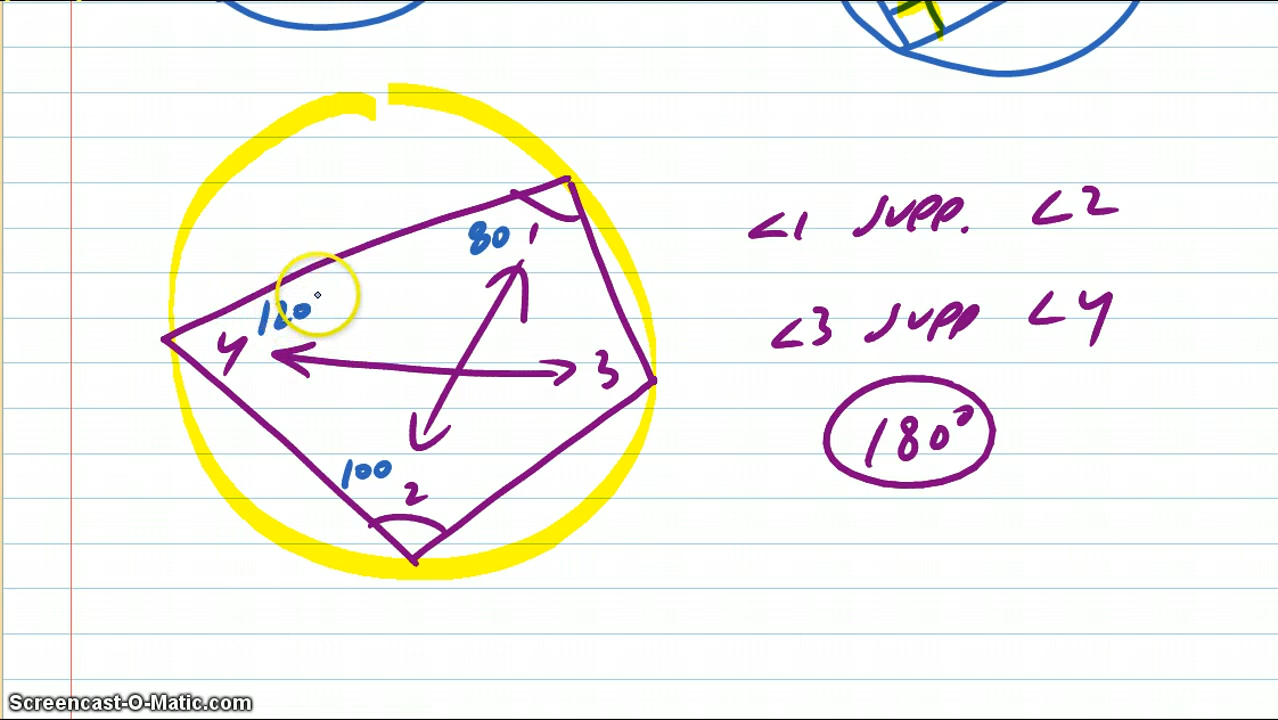 ∠1 supp. ∠2
80 1
120
∠3 supp ∠4
4
3
180°
100
2
Screencast-O-Matic.com